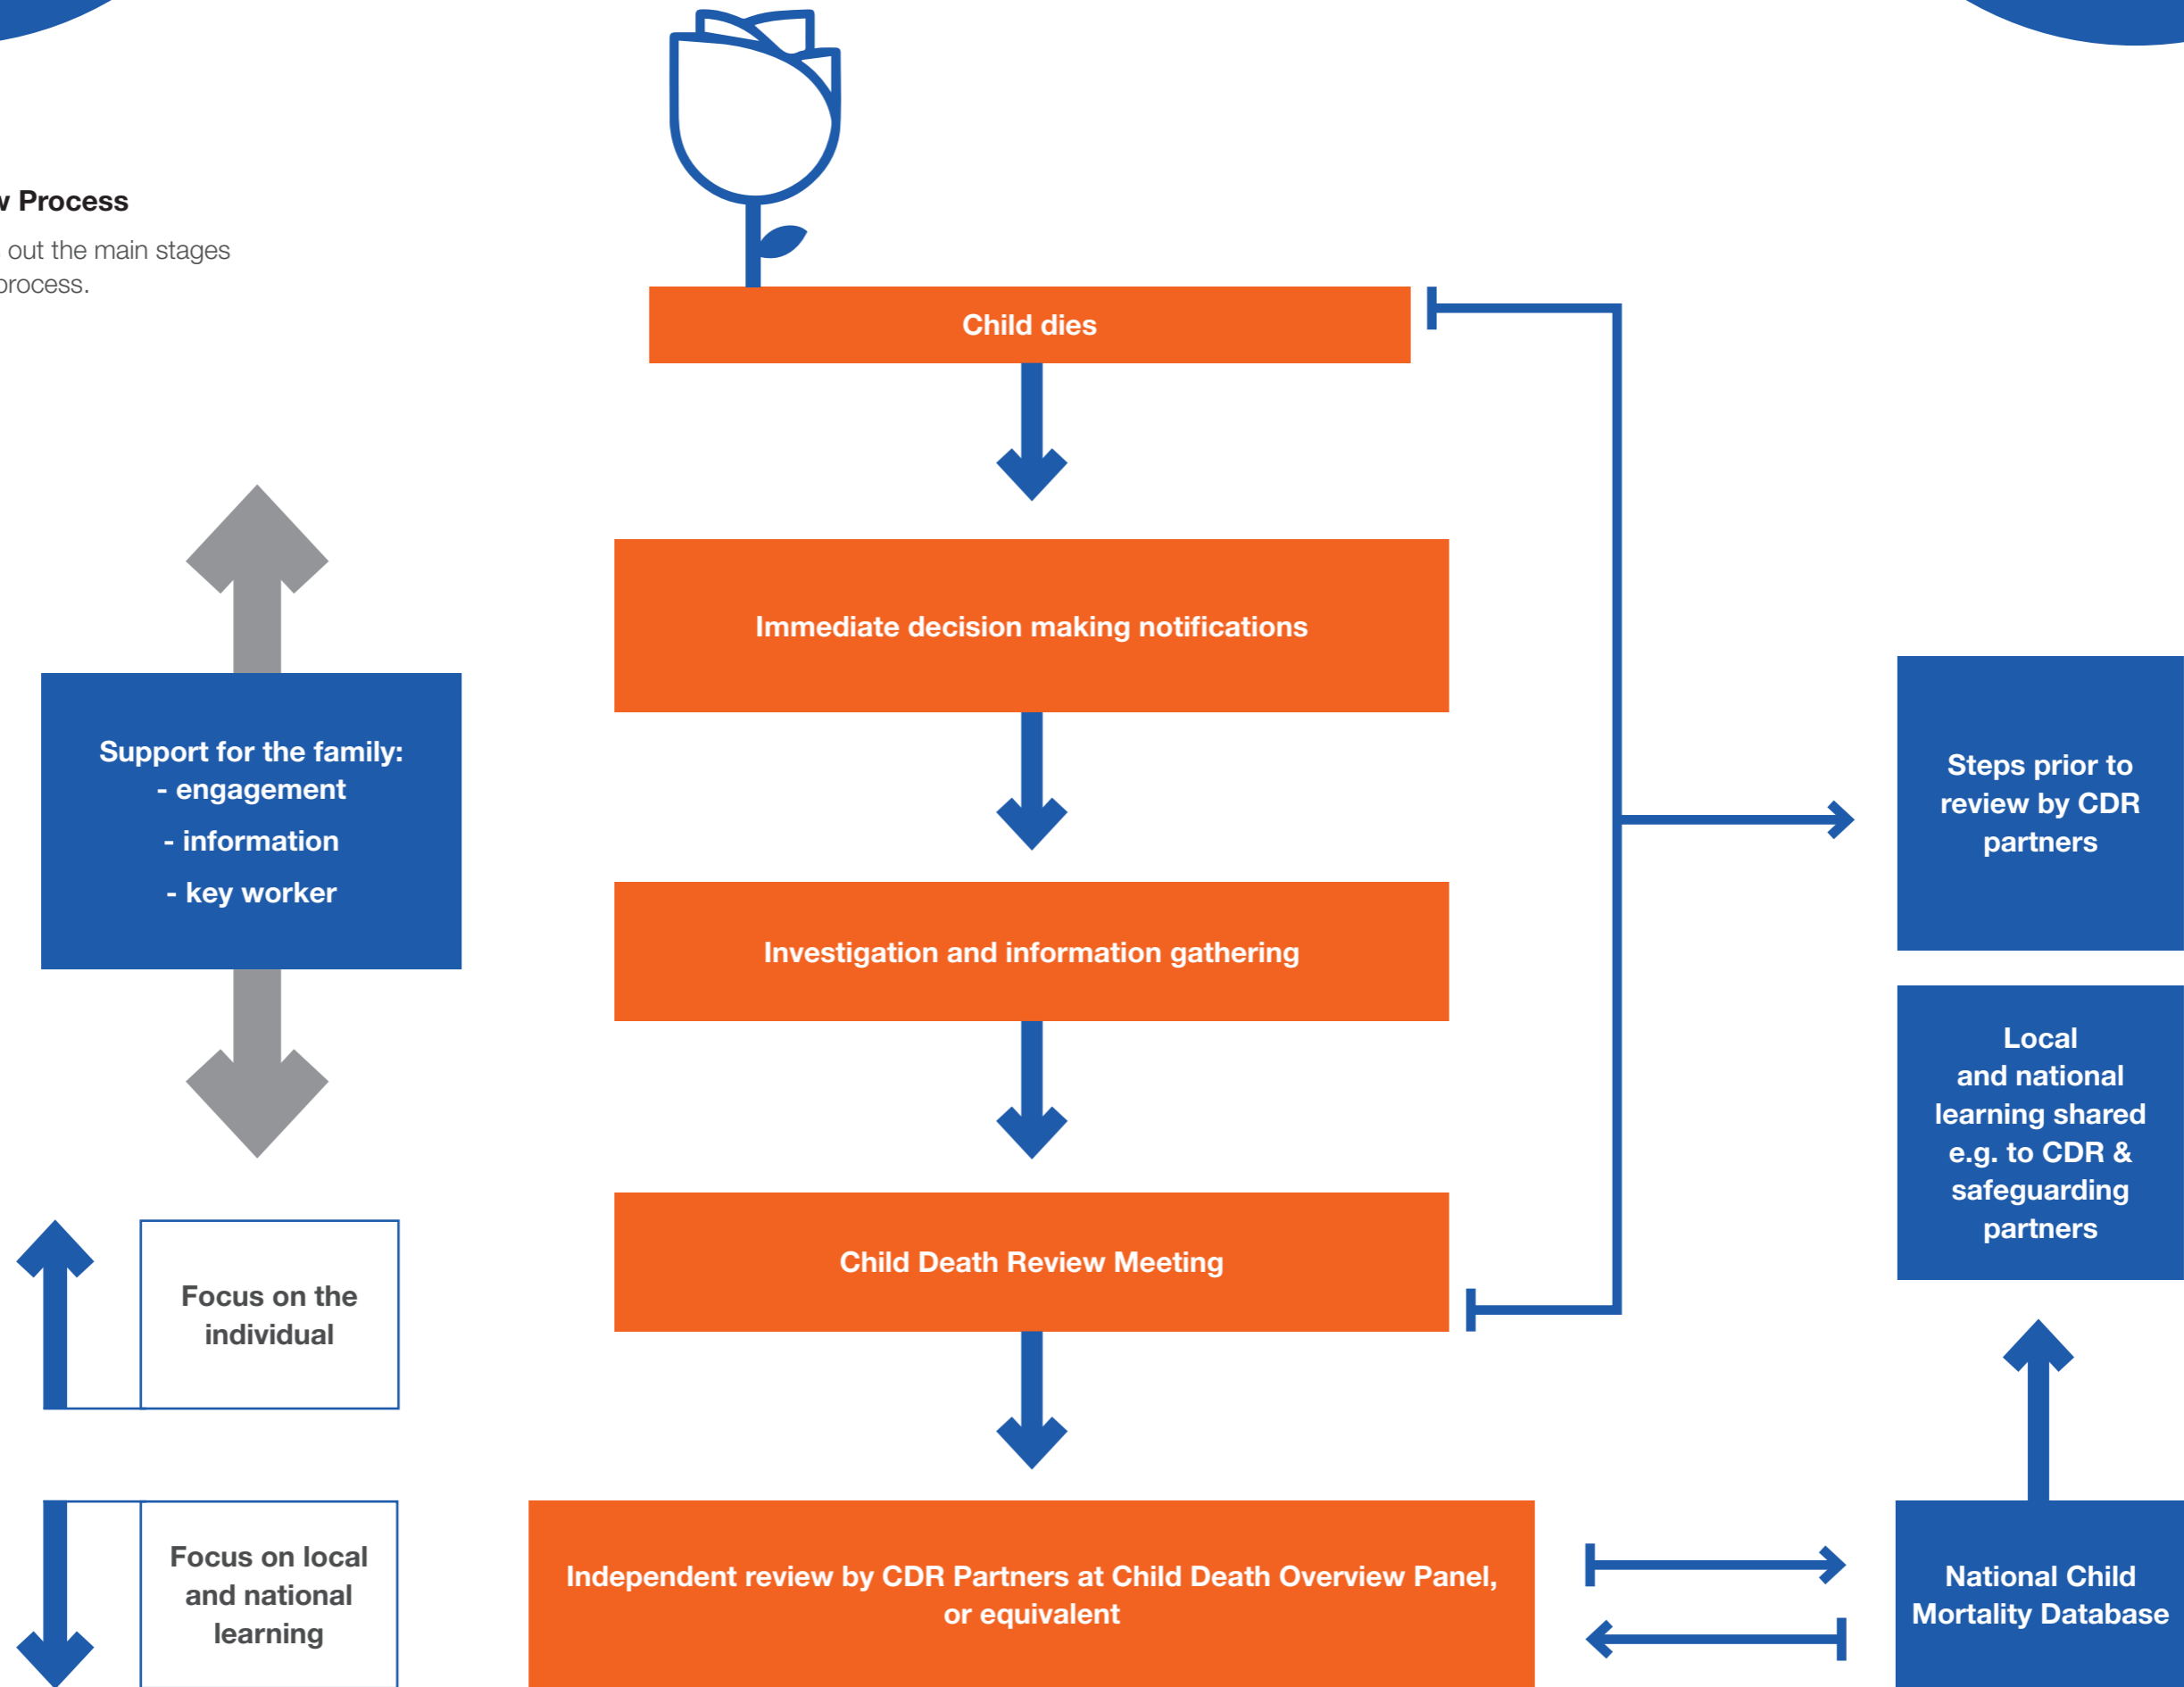 w Process
out the main stages
process.
Child dies
Immediate decision making notifications
Support for the family:
- engagement
- information
- key worker
Steps prior to
review by CDR
partners
Investigation and information gathering
Local
and national
learning shared
e.g. to CDR &
safeguarding
partners
Child Death Review Meeting
Focus on the
individual
Focus on local
and national
learning
Independent review by CDR Partners at Child Death Overview Panel,
or equivalent
National Child
Mortality Database